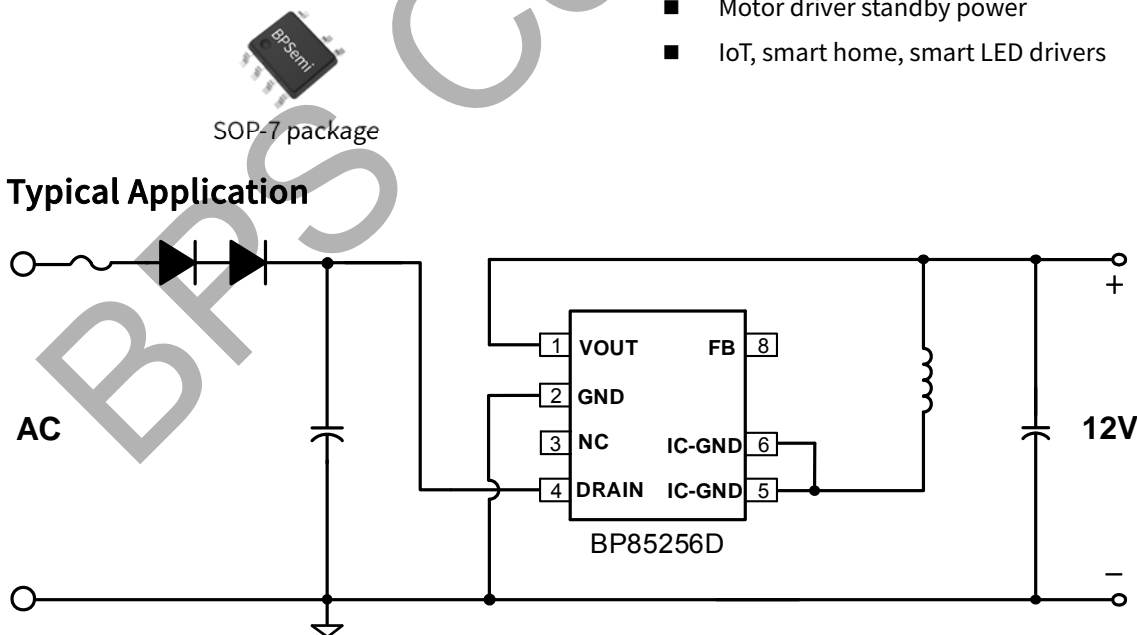 ■ Motor driver standby power
■ IoT, smart home, smart LED drivers
BPSemi
SOP-7 package
Typical Application
+
1 VOUT FB 8
2 GND
AC
12V
3 NC IC-GND 6
4 DRAIN IC-GND 5
BP85256D
−